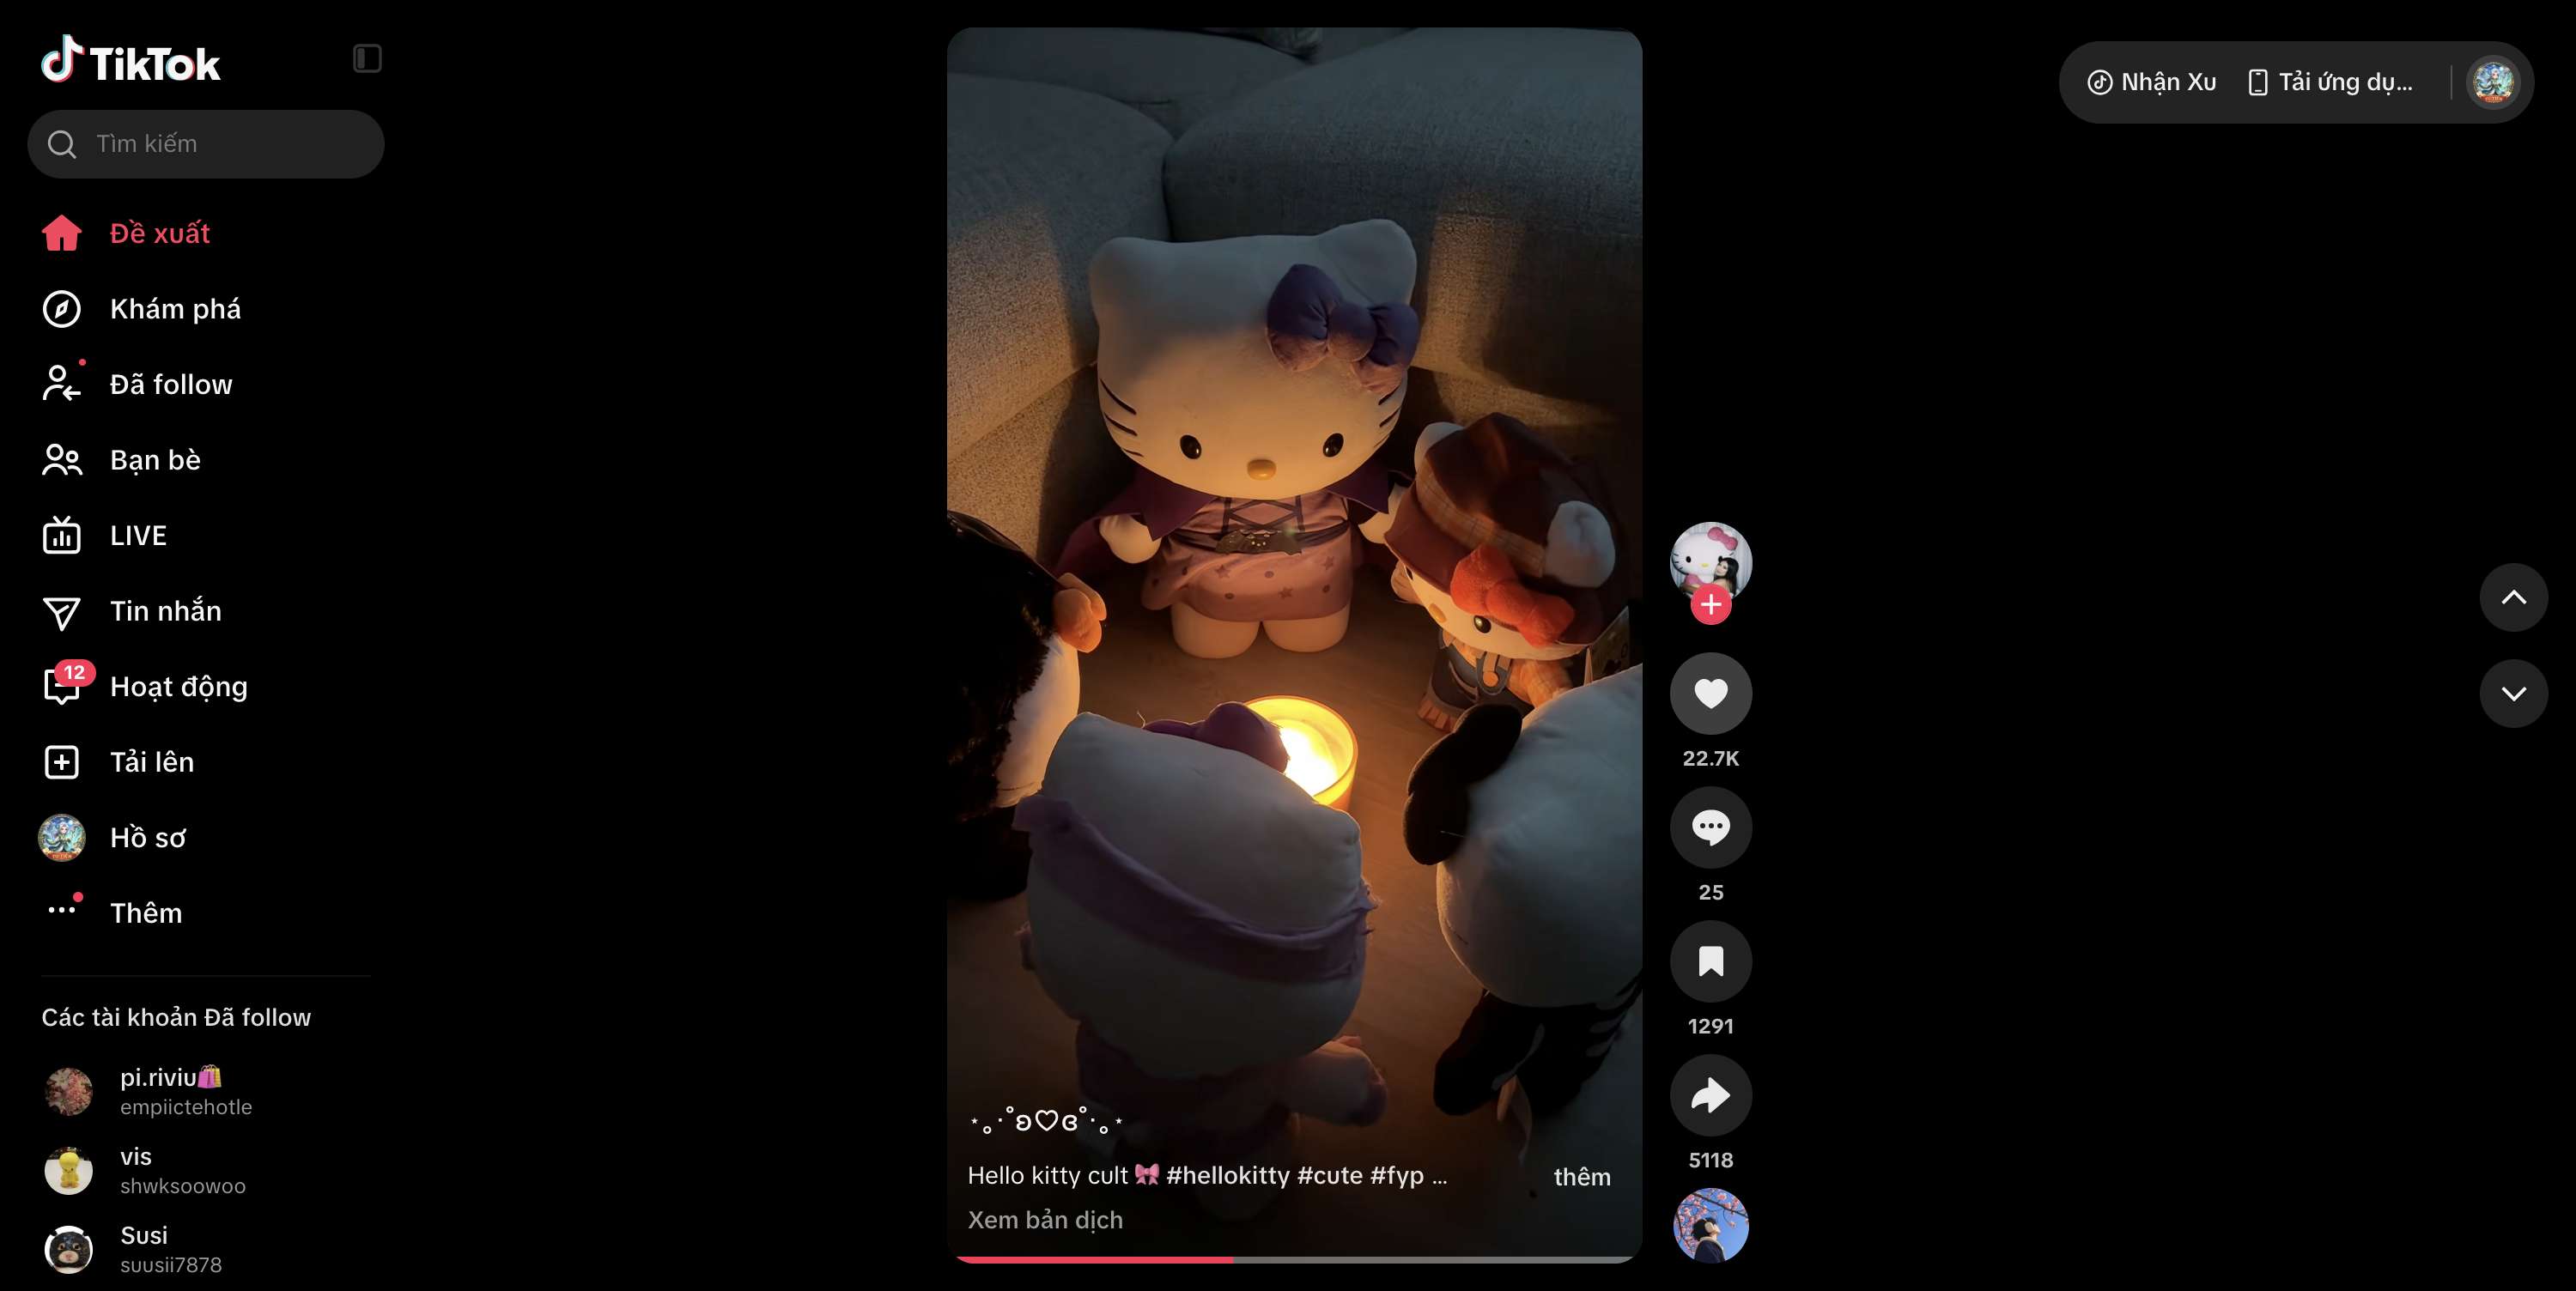 TikTok
Tìm kiếm
Đề xuất
Khám phá
Đã follow
Bạn bè
LIVE
Tin nhắn
12
Hoạt động
Tải lên
Hồ sơ
Thêm
Các tài khoản Đã follow
pi.riviu🛍️
empiictehotle
vis
shwksoowoo
Susi
suusii7878
⋆｡‧˚ʚ♡ɞ˚‧｡⋆
Hello kitty cult 🎀 #hellokitty #cute #fyp ...
thêm
Xem bản dịch
22.7K
25
1291
5118
Nhận Xu
Tải ứng dụ...